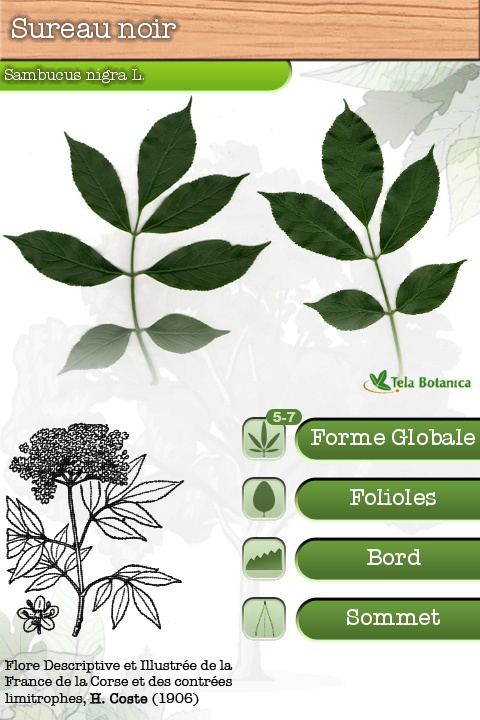 Sureau noir
Sambucus nigra L.
Tela Botanica
5-7
Forme Globale
Folioles
Bord
Sommet
Flore Descriptive et Illustrée de la
France de la Corse et des contrées
limitrophes, H. Coste (1906)